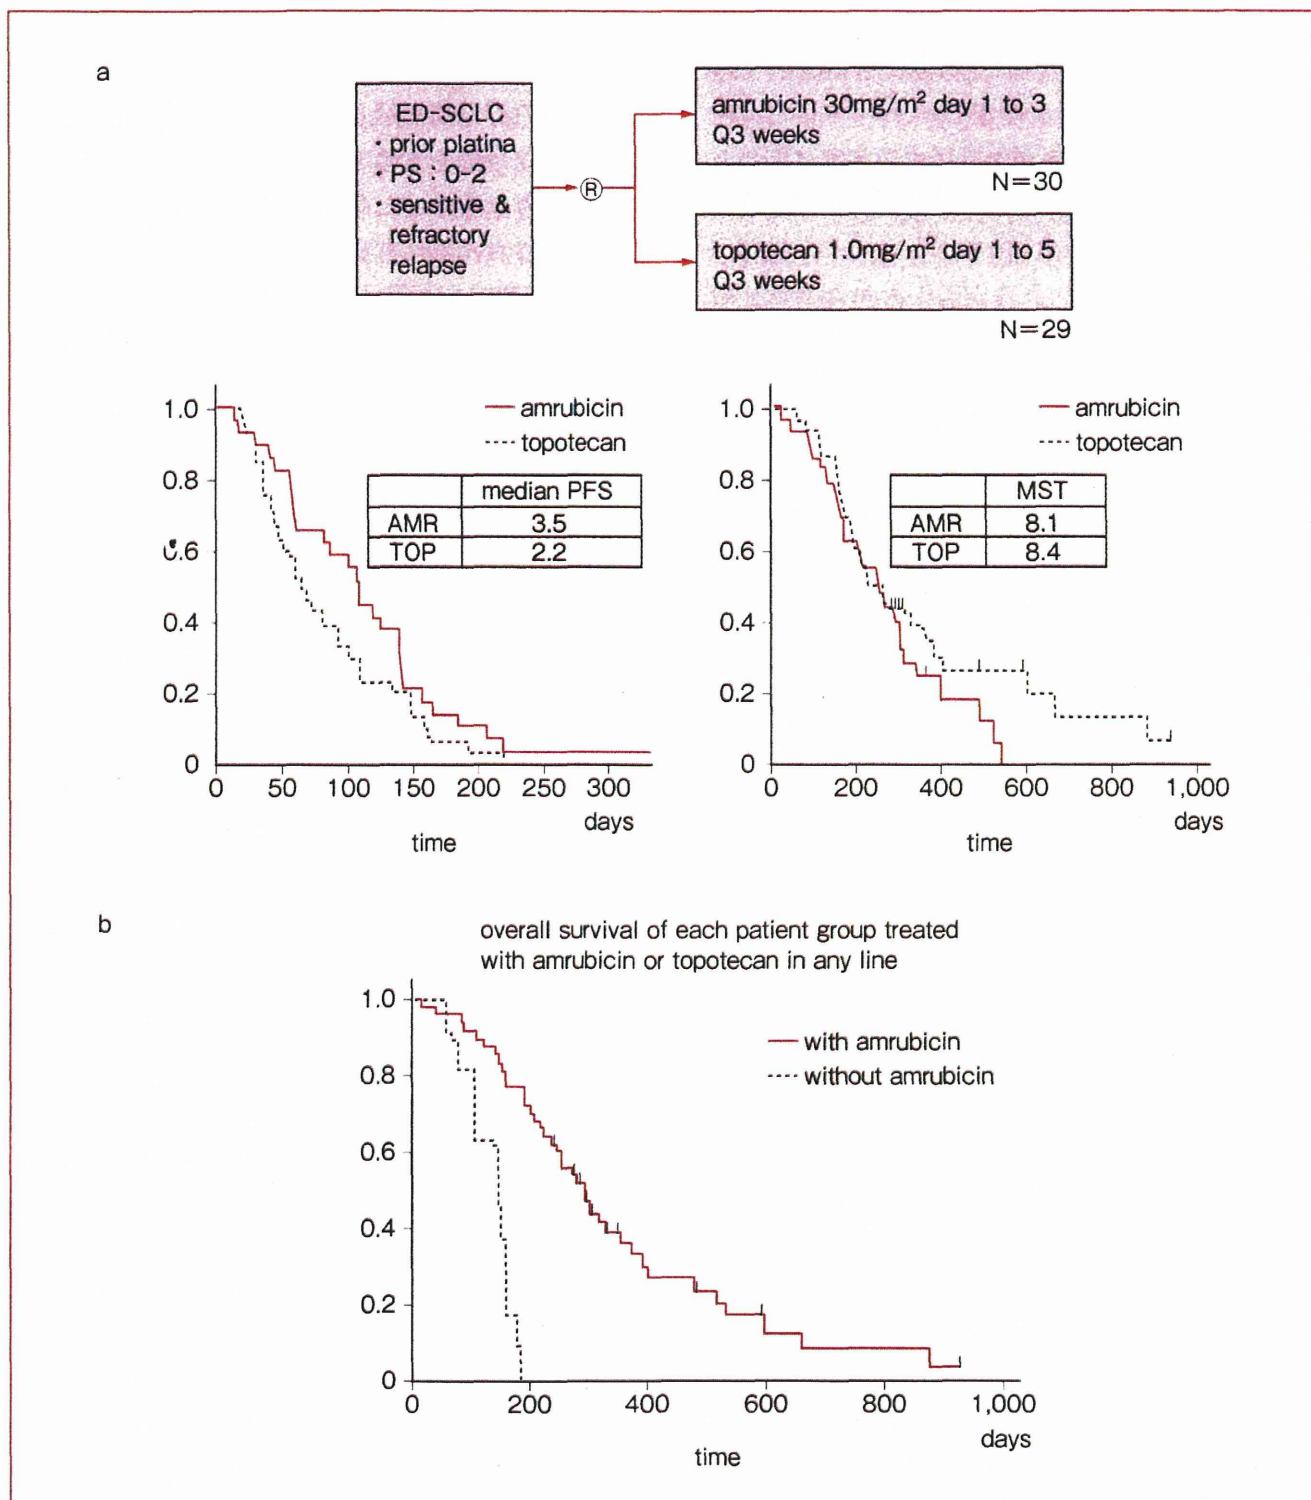 a
ED-SCLC
・prior platina
・PS：0-2
・sensitive &
refractory
relapse
Ⓡ
amrubicin 30mg/m² day 1 to 3
Q3 weeks
N=30
topotecan 1.0mg/m² day 1 to 5
Q3 weeks
N=29
1.0
0.8
0.6
0.4
0.2
0
0 50 100 150 200 250 300
days
time
amrubicin
topotecan
median PFS
AMR 3.5
TOP 2.2
1.0
0.8
0.6
0.4
0.2
0
0 200 400 600 800 1,000
days
time
amrubicin
topotecan
MST
AMR 8.1
TOP 8.4
b
overall survival of each patient group treated
with amrubicin or topotecan in any line
1.0
0.8
0.6
0.4
0.2
0
0 200 400 600 800 1,000
days
time
with amrubicin
without amrubicin